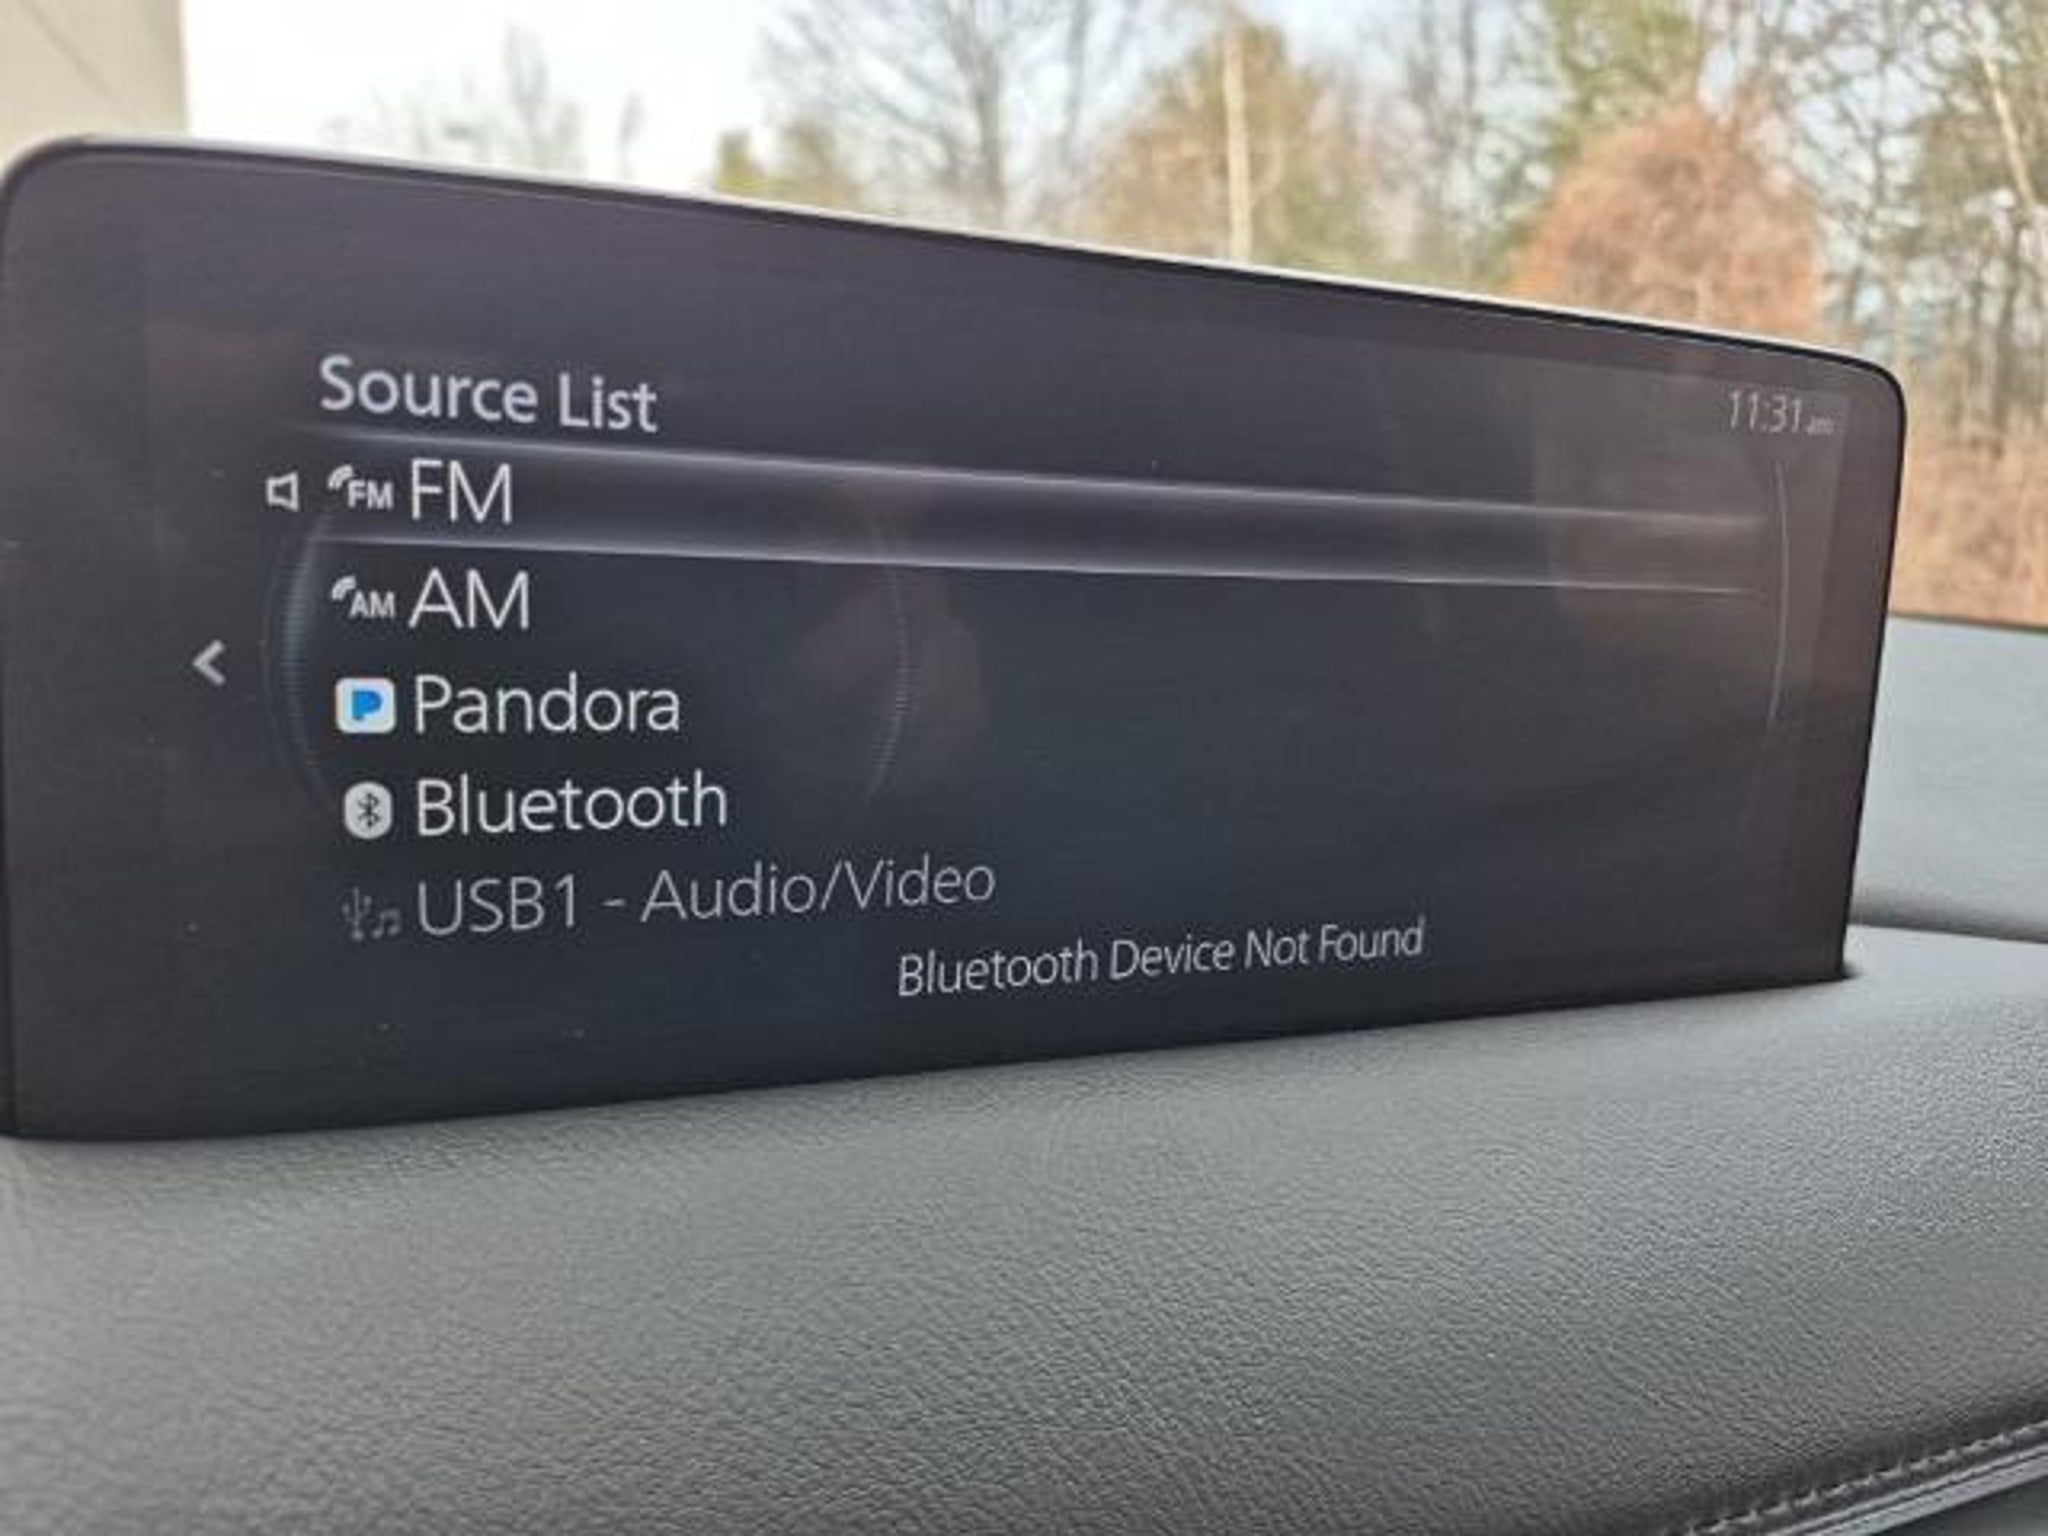 Source List
11:31 am
FM FM
AM AM
Pandora
Bluetooth
USB1 - Audio/Video
Bluetooth Device Not Found